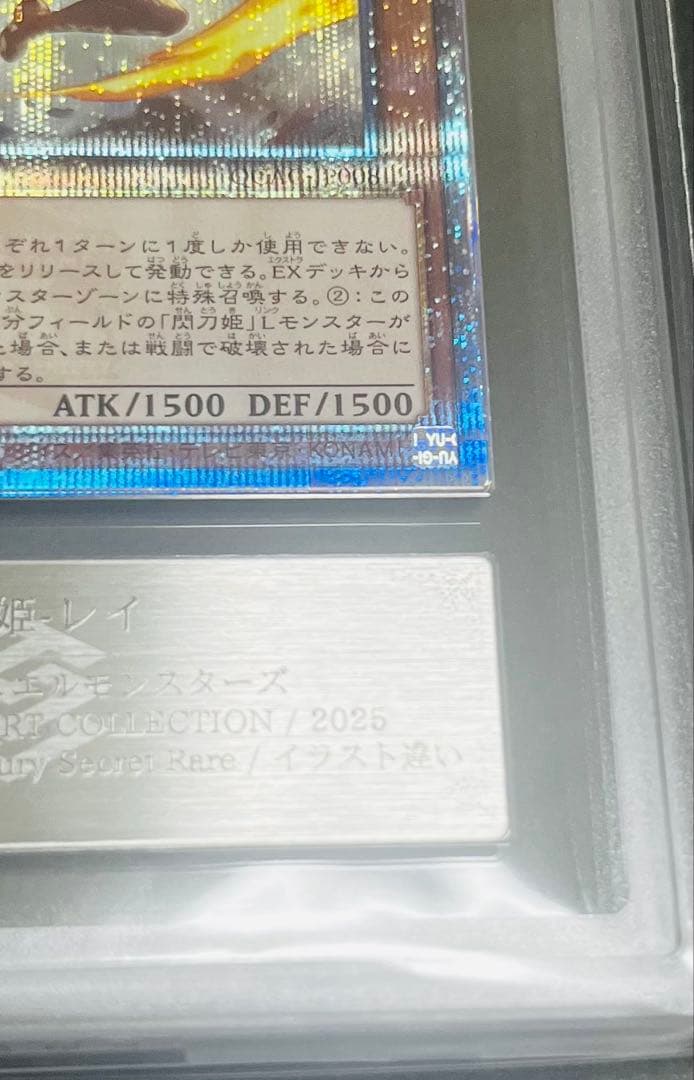 QCAC-JP008
ぞれ1ターンに1度しか使用できない。
をリリースして発動できる。EXデッキから
スターゾーンに特殊召喚する。②:この
分フィールドの「閃刀姫」Lモンスターが
場合、または戦闘で破壊された場合に
する。
ATK/1500 DEF/1500
テレビ東京・KONAMI
姫-レイ
エルモンスターズ
ART COLLECTION / 2025
ury Secret Rare / イラスト違い